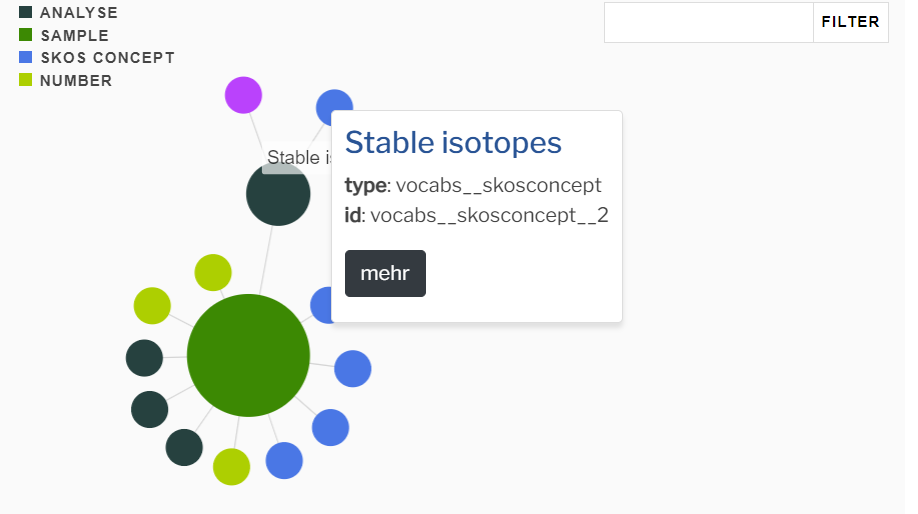 ANALYSE
SAMPLE
SKOS CONCEPT
NUMBER
FILTER
Stable is
Stable isotopes
type: vocabs__skosconcept
id: vocabs__skosconcept__2
mehr